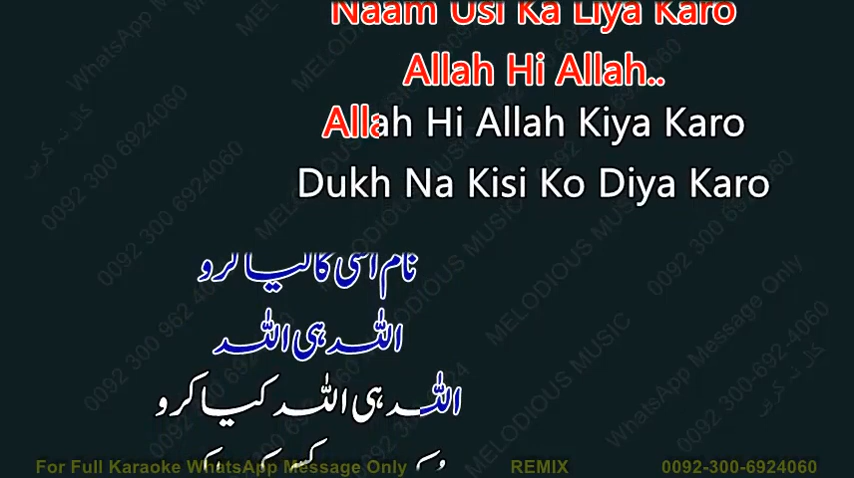 Naam Usi Ka Liya Karo
Allah Hi Allah..
Allah Hi Allah Kiya Karo
Dukh Na Kisi Ko Diya Karo
نام اسی کا لیا کرو
اللہ ہی اللہ
اللہ ہی اللہ کیا کرو
For Full Karaoke WhatsApp Message Only REMIX 0092-300-6924060